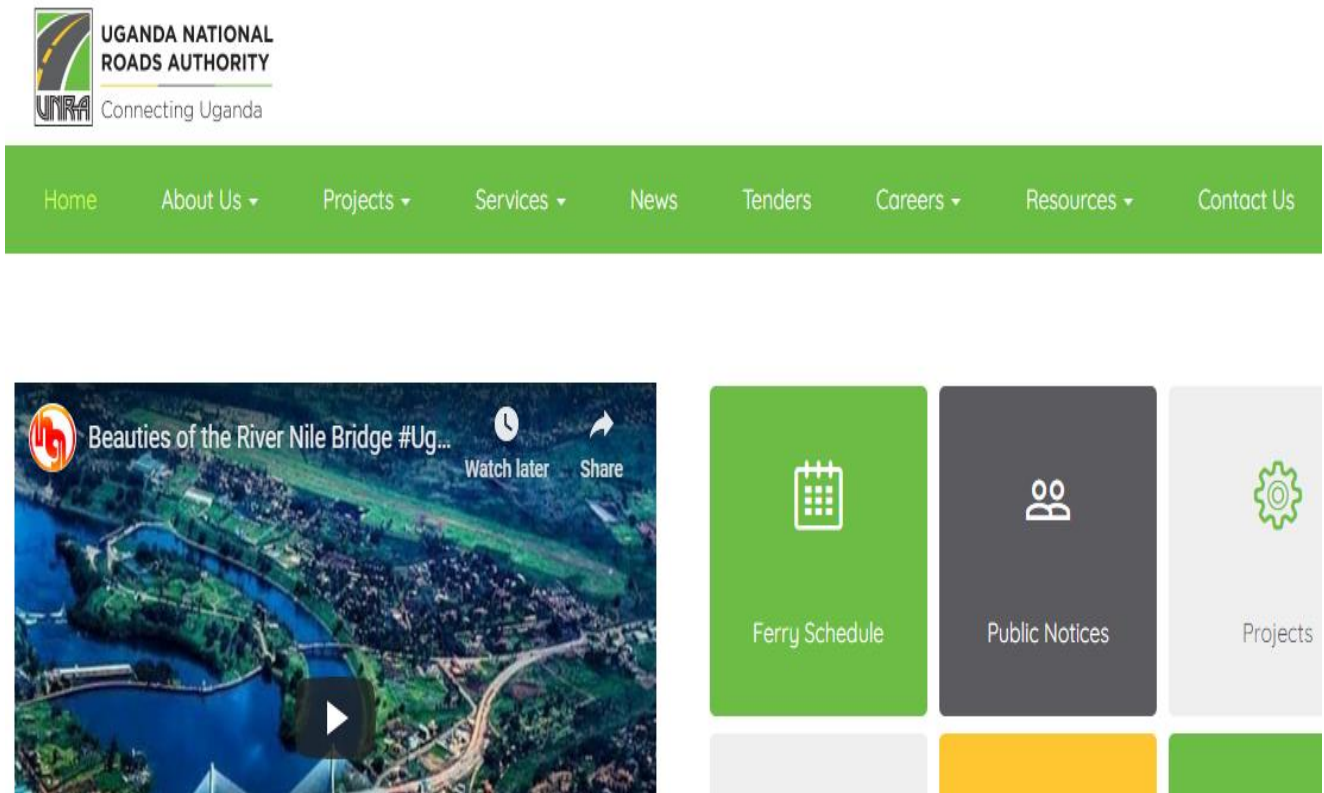 UGANDA NATIONAL
ROADS AUTHORITY
UNRA
Connecting Uganda
Home About Us Projects Services News Tenders Careers Resources Contact Us
Beauties of the River Nile Bridge #Ug...
Watch later Share
Ferry Schedule
Public Notices
Projects